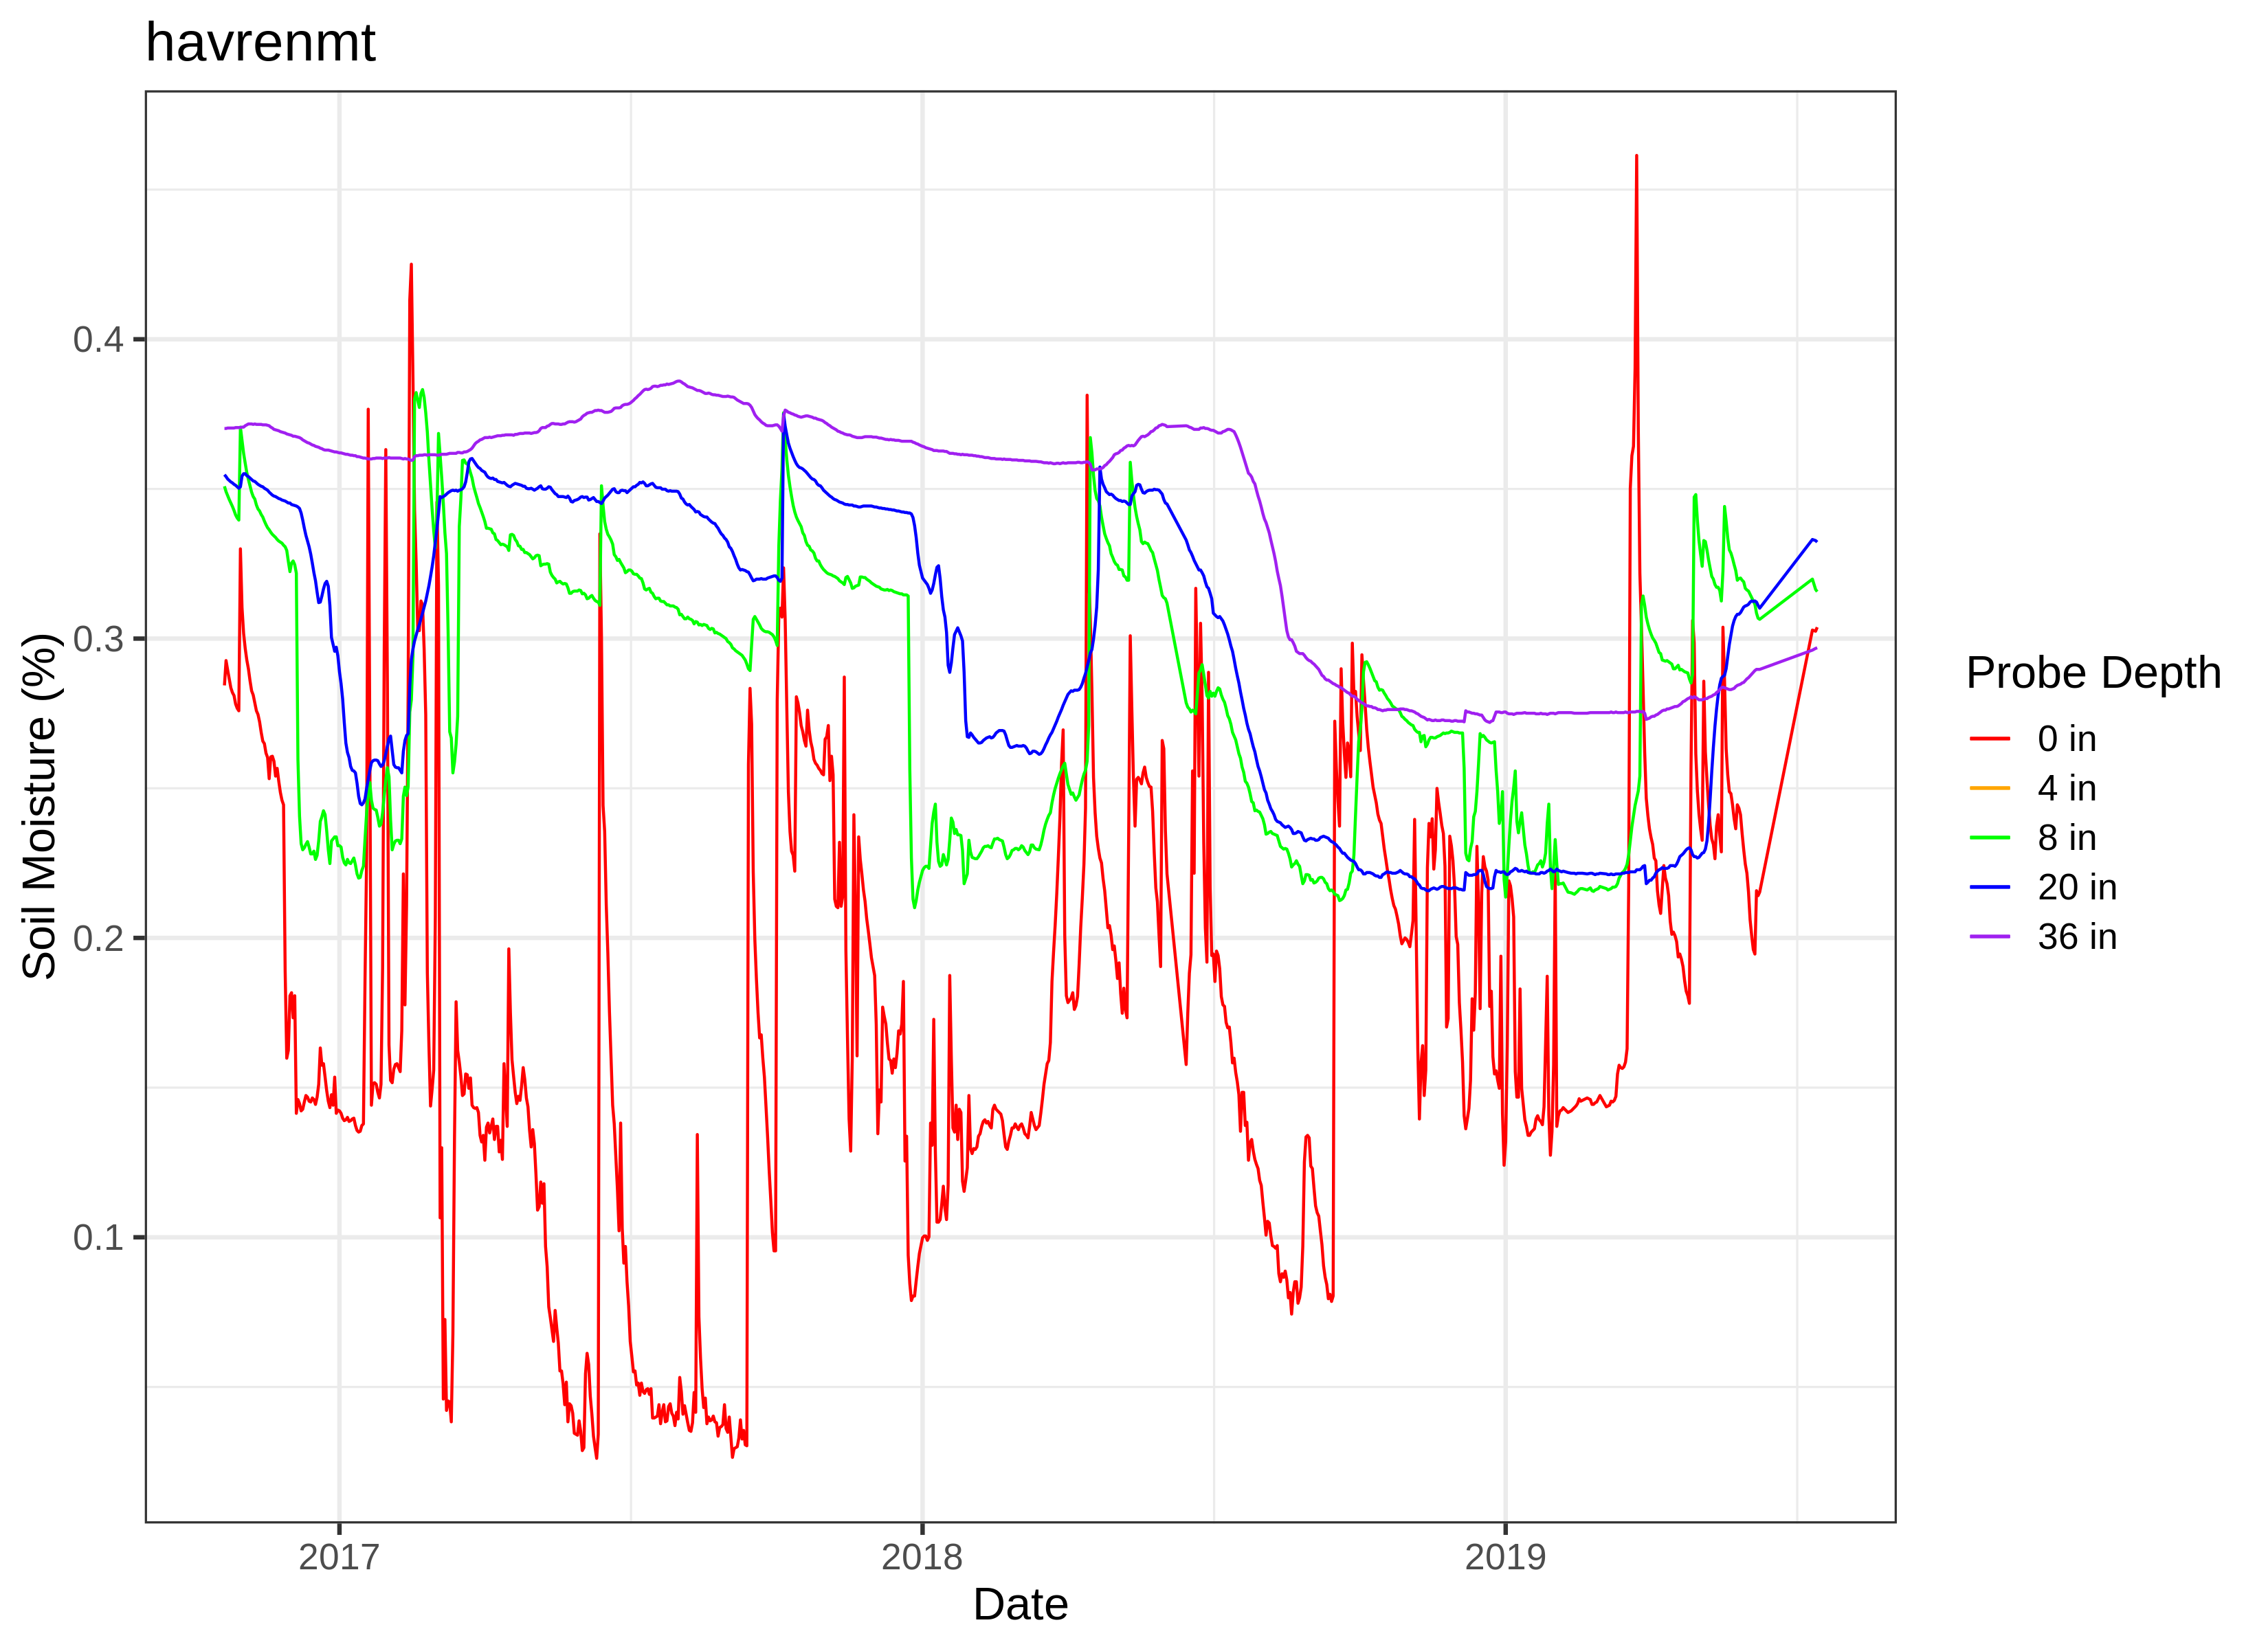 havrenmt
Soil Moisture (%)
0.4
0.3
0.2
0.1
2017
2018
2019
Date
Probe Depth
0 in
4 in
8 in
20 in
36 in